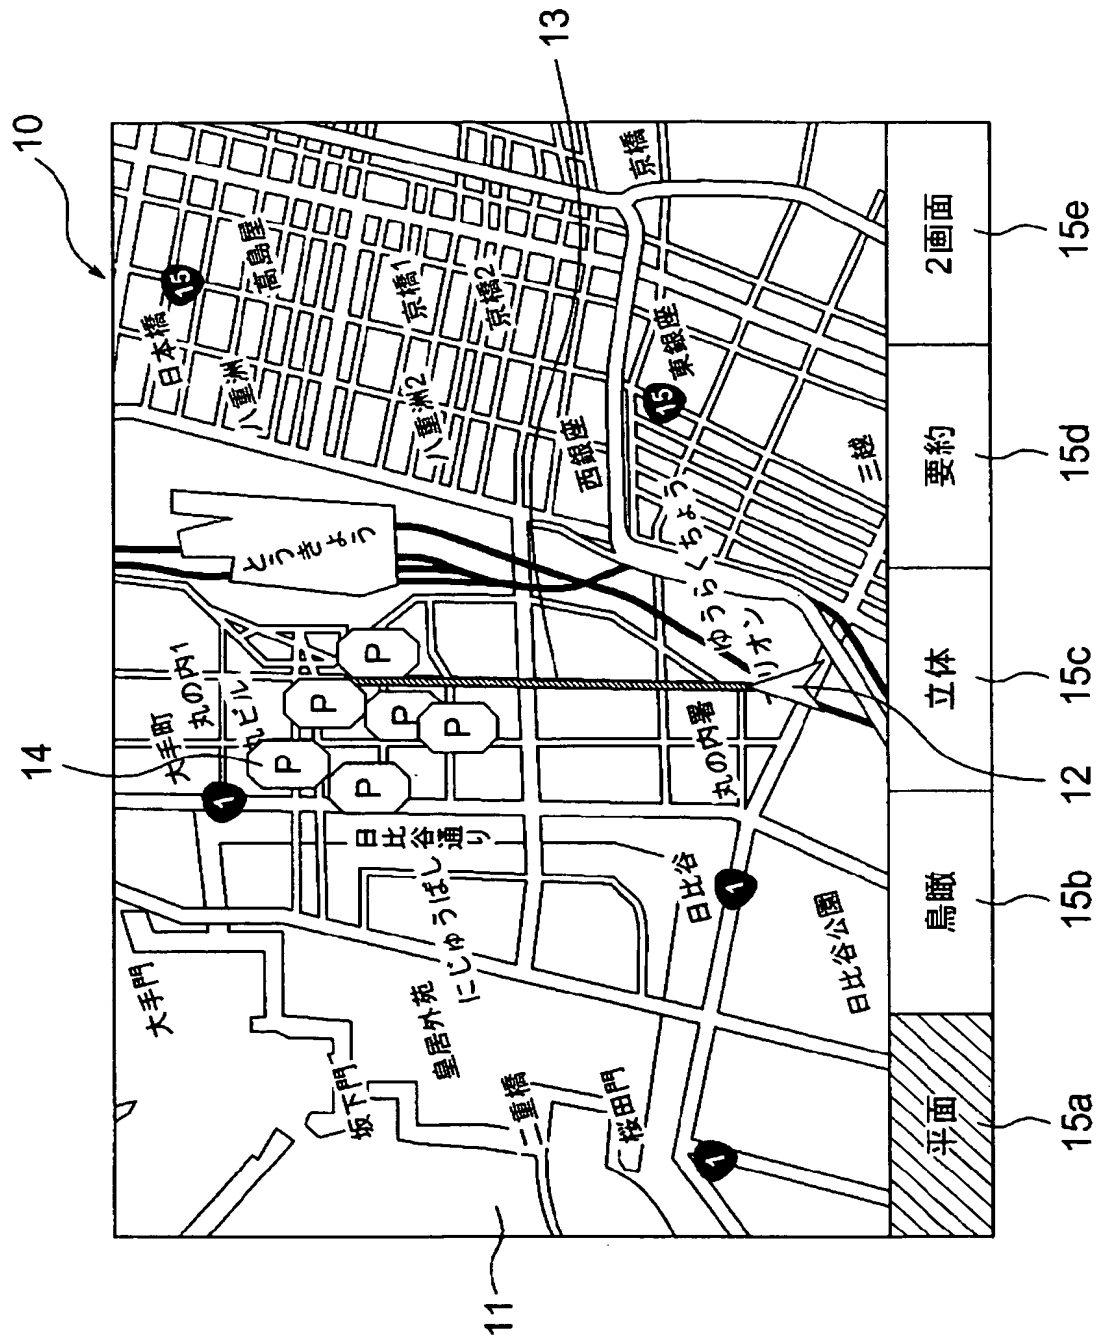 10
14
大手門
大手町
日本橋
15
丸の内1
1
八重洲
高島屋
丸ビル
P
P
P
P
P
P
とうきょう
坂下門
日比谷通り
京橋1
八重洲2
皇居外苑
にじゅうばし
京橋2
11
二重橋
13
西銀座
桜田門
京橋
東銀座
15
日比谷
ゆうらくちょう
丸の内署
マリオン
1
1
12
日比谷公園
三越
平面
鳥瞰
立体
要約
2画面
15a
15b
15c
15d
15e